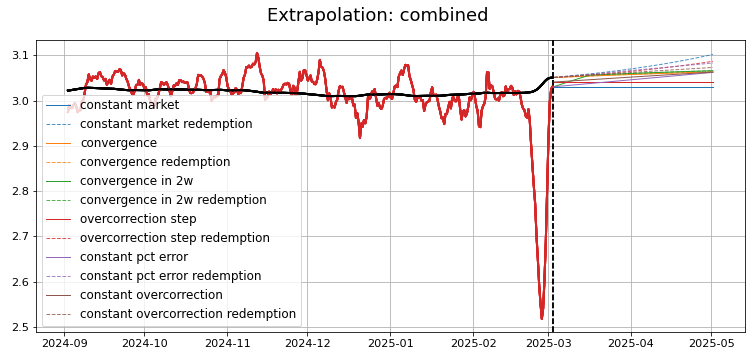 Extrapolation: combined
3.1
3.0
2.9
2.8
2.7
2.6
2.5
constant market
constant market redemption
convergence
convergence redemption
convergence in 2w
convergence in 2w redemption
overcorrection step
overcorrection step redemption
constant pct error
constant pct error redemption
constant overcorrection
constant overcorrection redemption
2024-09 2024-10 2024-11 2024-12 2025-01 2025-02 2025-03 2025-04 2025-05